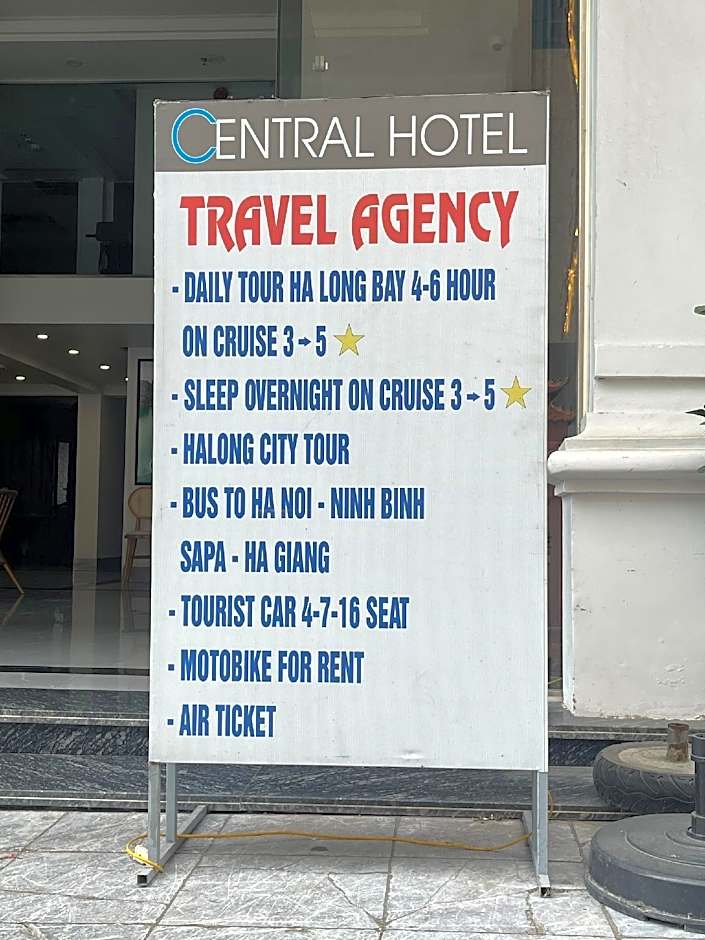 CENTRAL HOTEL
TRAVEL AGENCY
- DAILY TOUR HA LONG BAY 4-6 HOUR
ON CRUISE 3→5 ★
- SLEEP OVERNIGHT ON CRUISE 3→5 ★
- HALONG CITY TOUR
- BUS TO HA NOI - NINH BINH
SAPA - HA GIANG
- TOURIST CAR 4-7-16 SEAT
- MOTOBIKE FOR RENT
- AIR TICKET